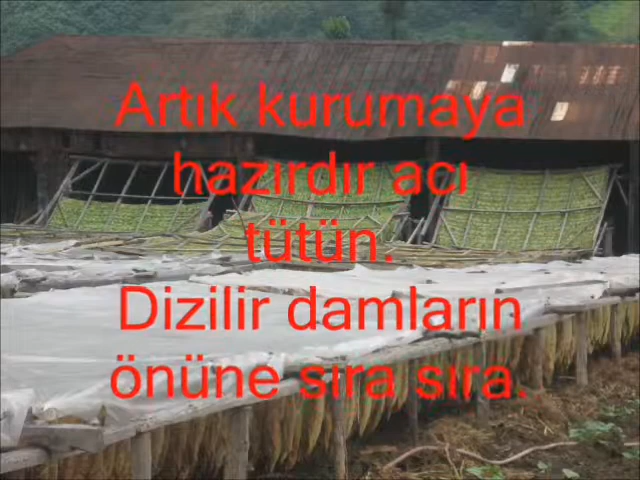 Artık kurumaya
hazırdır acı
tütün.
Dizilir damların
önüne sıra sıra.